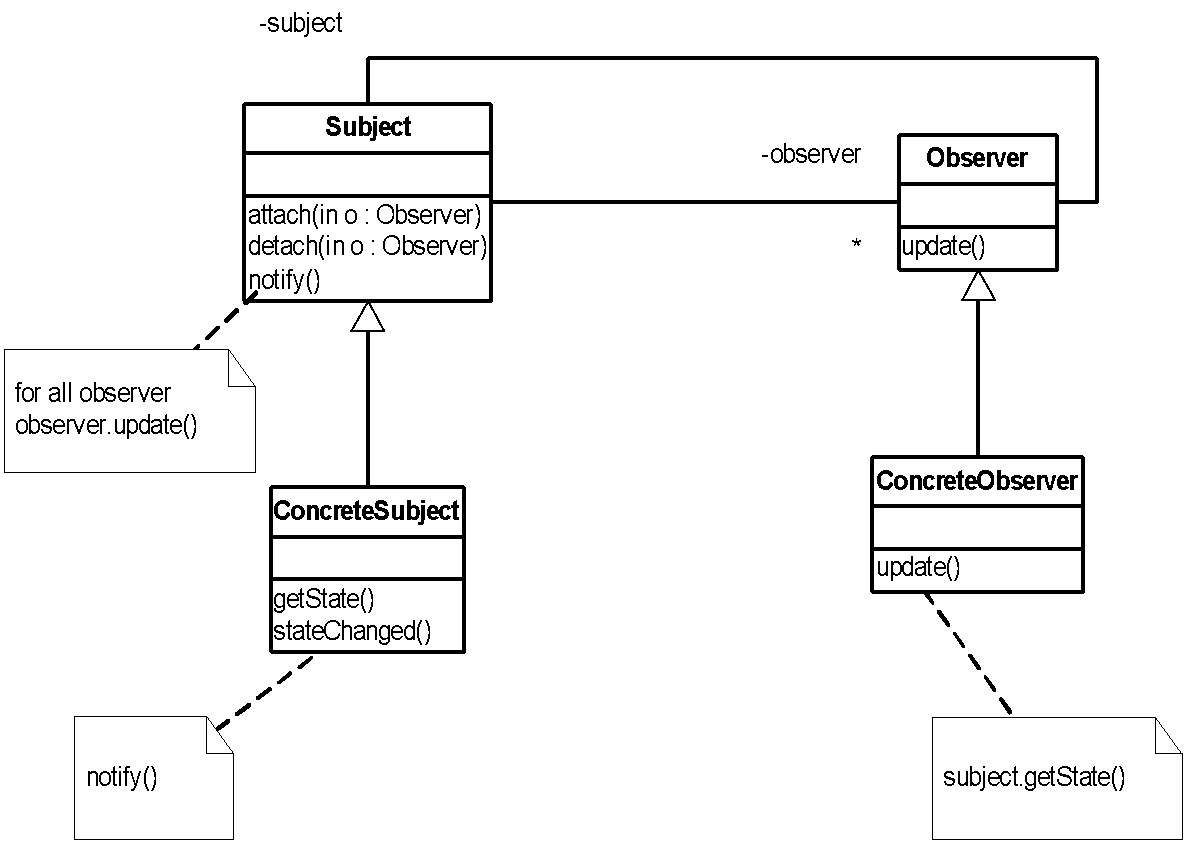 -subject
Subject
attach(in o : Observer)
detach(in o : Observer)
notify()
-observer
*
Observer
update()
for all observer
observer.update()
ConcreteSubject
getState()
stateChanged()
ConcreteObserver
update()
notify()
subject.getState()